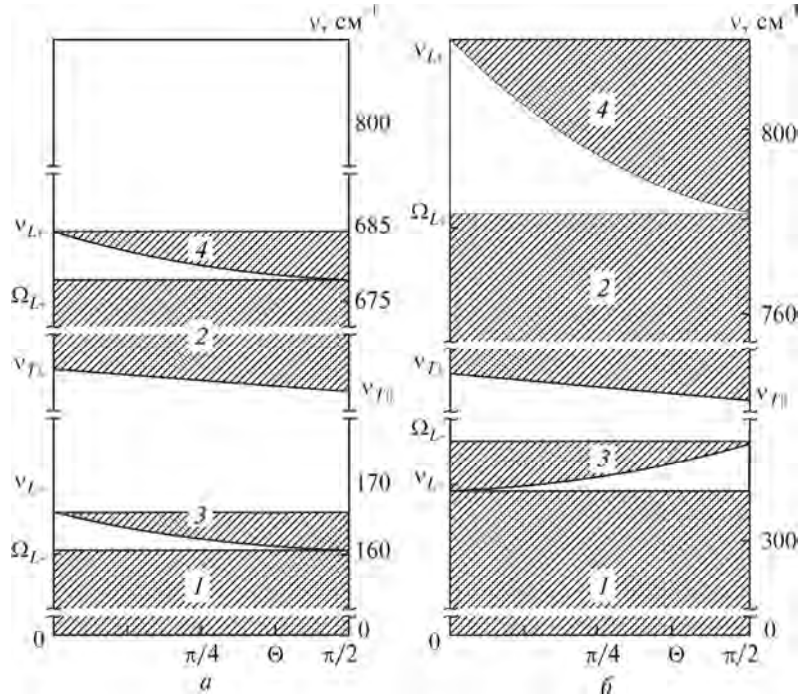 ν, см⁻¹
800
ν_L+
685
4
Ω_L+
675
2
ν_T⊥
ν_T∥
ν_L-
170
3
Ω_L-
160
1
0
0
π/4
Θ
π/2
а
ν, см⁻¹
ν_L+
4
800
Ω_L+
2
760
ν_T⊥
ν_T∥
Ω_L-
3
ν_L-
300
1
0
0
π/4
Θ
π/2
б